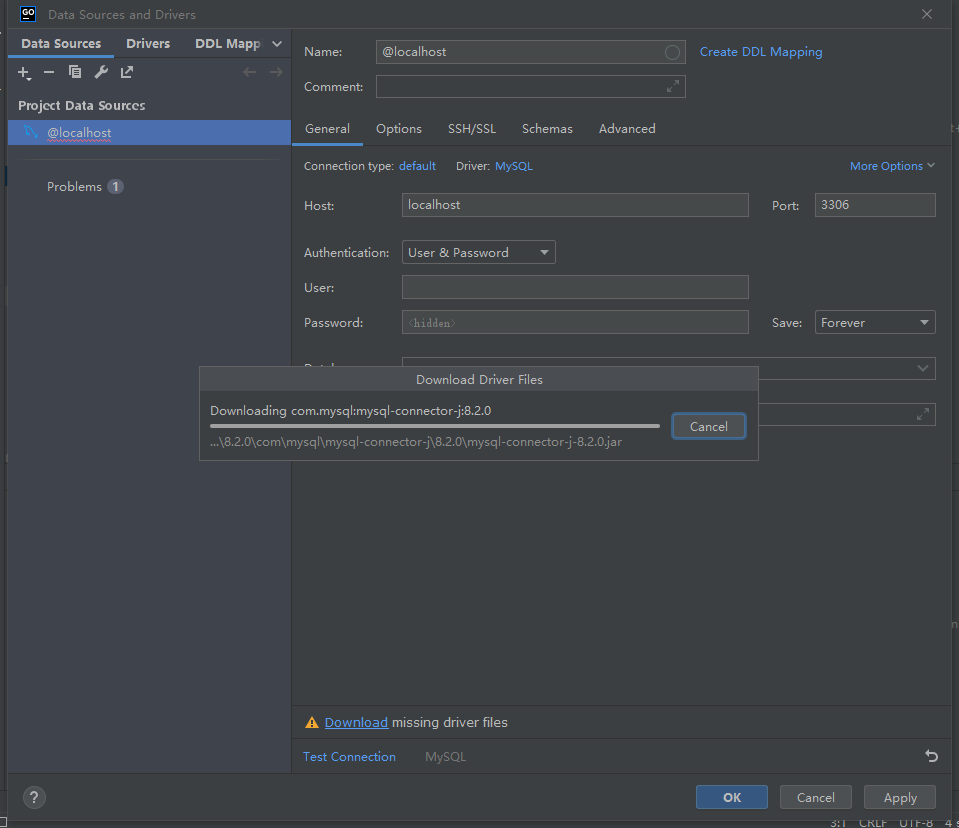 GO Data Sources and Drivers
Data Sources Drivers DDL Mapp
Project Data Sources
@localhost
Problems 1
Name: @localhost Create DDL Mapping
Comment:
General Options SSH/SSL Schemas Advanced
Connection type: default Driver: MySQL More Options
Host: localhost Port: 3306
Authentication: User & Password
User:
Password: <hidden> Save: Forever
Download Driver Files
Downloading com.mysql:mysql-connector-j:8.2.0
Cancel
...\8.2.0\com\mysql\mysql-connector-j\8.2.0\mysql-connector-j-8.2.0.jar
Download missing driver files
Test Connection MySQL
? OK Cancel Apply
3:1 CRLF UTF-8 4 s